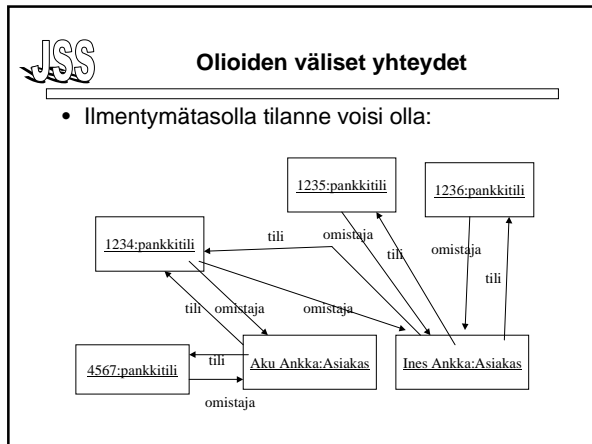 JSS
Olioiden väliset yhteydet
• Ilmentymätasolla tilanne voisi olla:
1235:pankkitili
1236:pankkitili
1234:pankkitili
tili
omistaja
omistaja
tili
tili
tili
omistaja
omistaja
4567:pankkitili
tili
omistaja
Aku Ankka:Asiakas
Ines Ankka:Asiakas